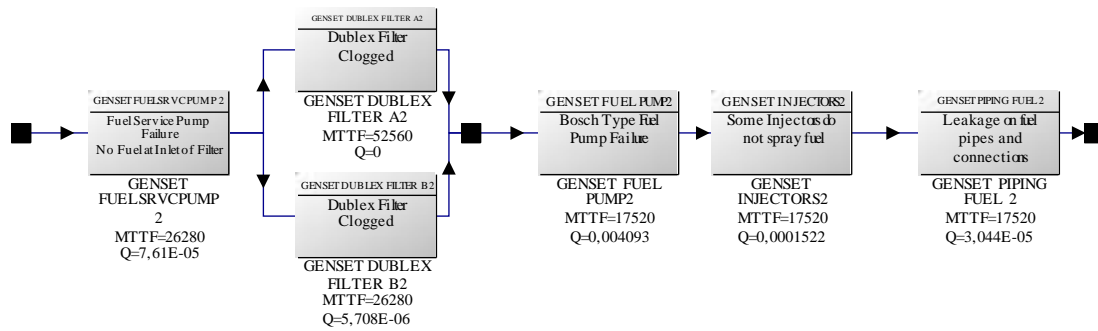 GENSET FUELSRVCPUMP 2
Fuel Service Pump
Failure
No Fuel at Inlet of Filter
GENSET
FUELSRVCPUMP
2
MTTF=26280
Q=7,61E-05
GENSET DUBLEX FILTER A2
Dublex Filter
Clogged
GENSET DUBLEX
FILTER A2
MTTF=52560
Q=0
GENSET DUBLEX FILTER B2
Dublex Filter
Clogged
GENSET DUBLEX
FILTER B2
MTTF=26280
Q=5,708E-06
GENSET FUEL PUMP2
Bosch Type Fuel
Pump Failure
GENSET FUEL
PUMP2
MTTF=17520
Q=0,004093
GENSET INJECTORS2
Some Injectors do
not spray fuel
GENSET
INJECTORS2
MTTF=17520
Q=0,0001522
GENSET PIPING FUEL 2
Leakage on fuel
pipes and
connections
GENSET PIPING
FUEL 2
MTTF=17520
Q=3,044E-05